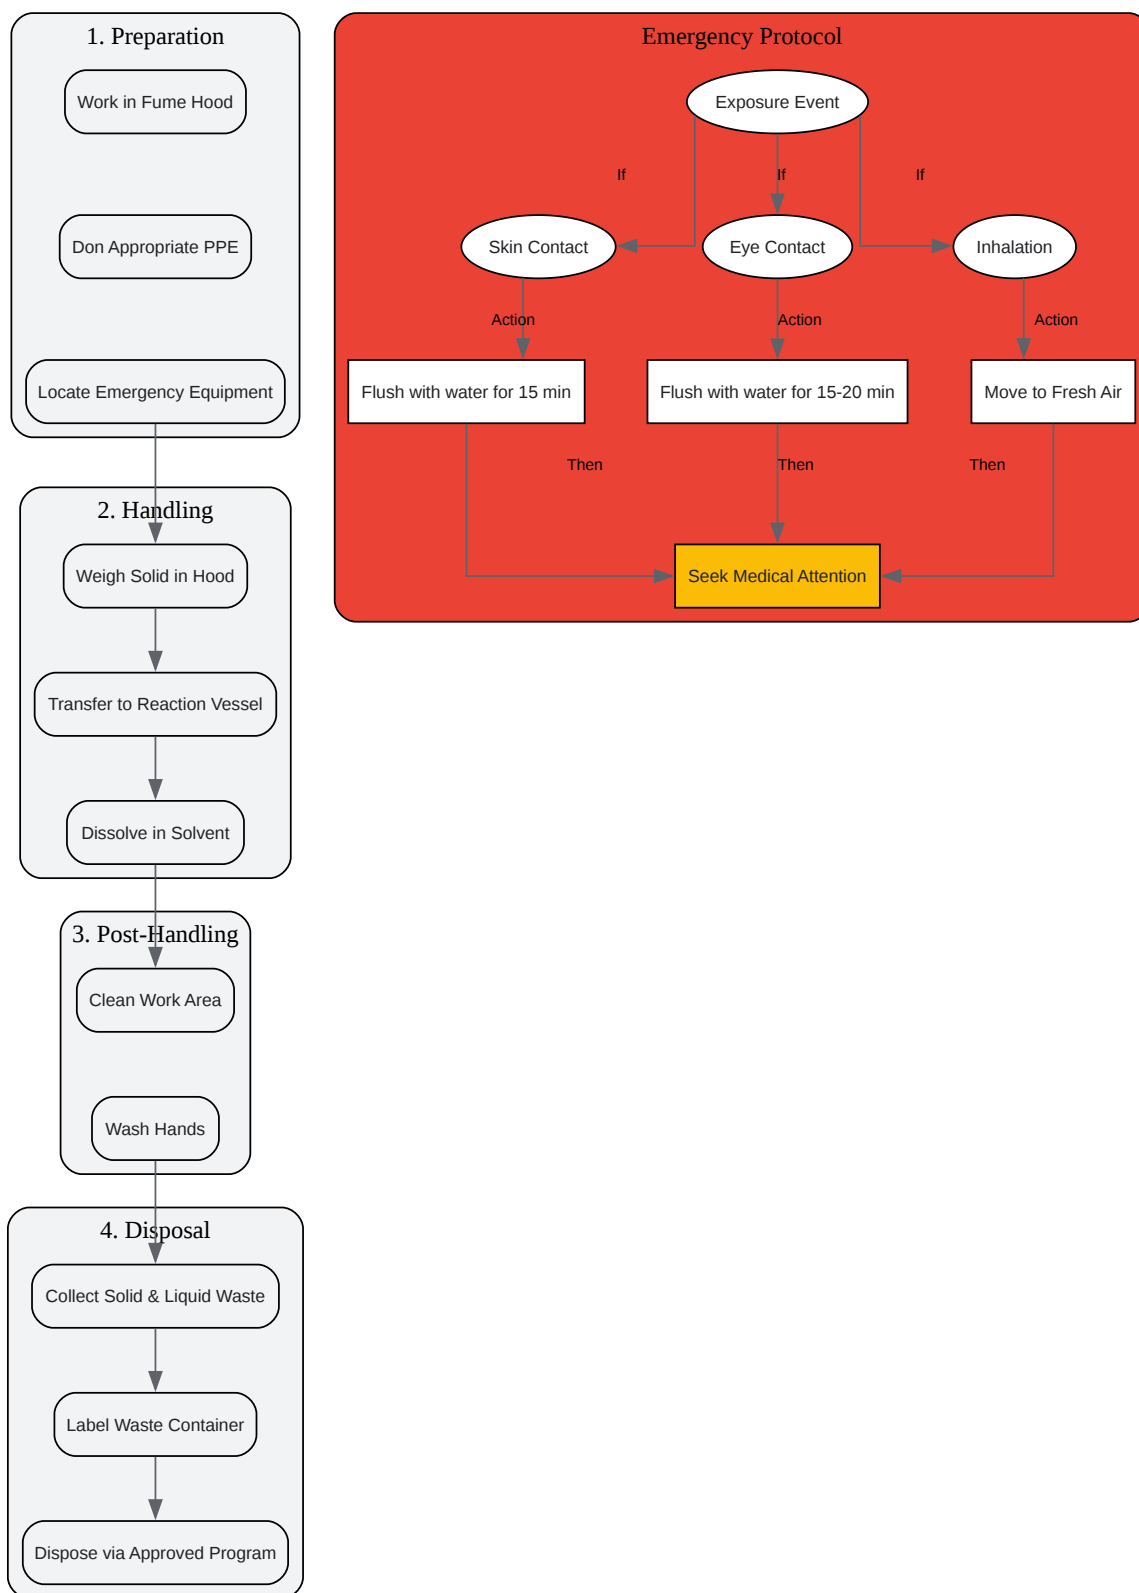 1. Preparation
Work in Fume Hood
Don Appropriate PPE
Locate Emergency Equipment
2. Handling
Weigh Solid in Hood
Transfer to Reaction Vessel
Dissolve in Solvent
3. Post-Handling
Clean Work Area
Wash Hands
4. Disposal
Collect Solid & Liquid Waste
Label Waste Container
Dispose via Approved Program
Emergency Protocol
Exposure Event
If
If
If
Skin Contact
Eye Contact
Inhalation
Action
Action
Action
Flush with water for 15 min
Flush with water for 15-20 min
Move to Fresh Air
Then
Then
Then
Seek Medical Attention